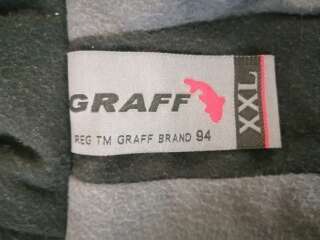 GRAFF
REG TM GRAFF BRAND 94
XXL